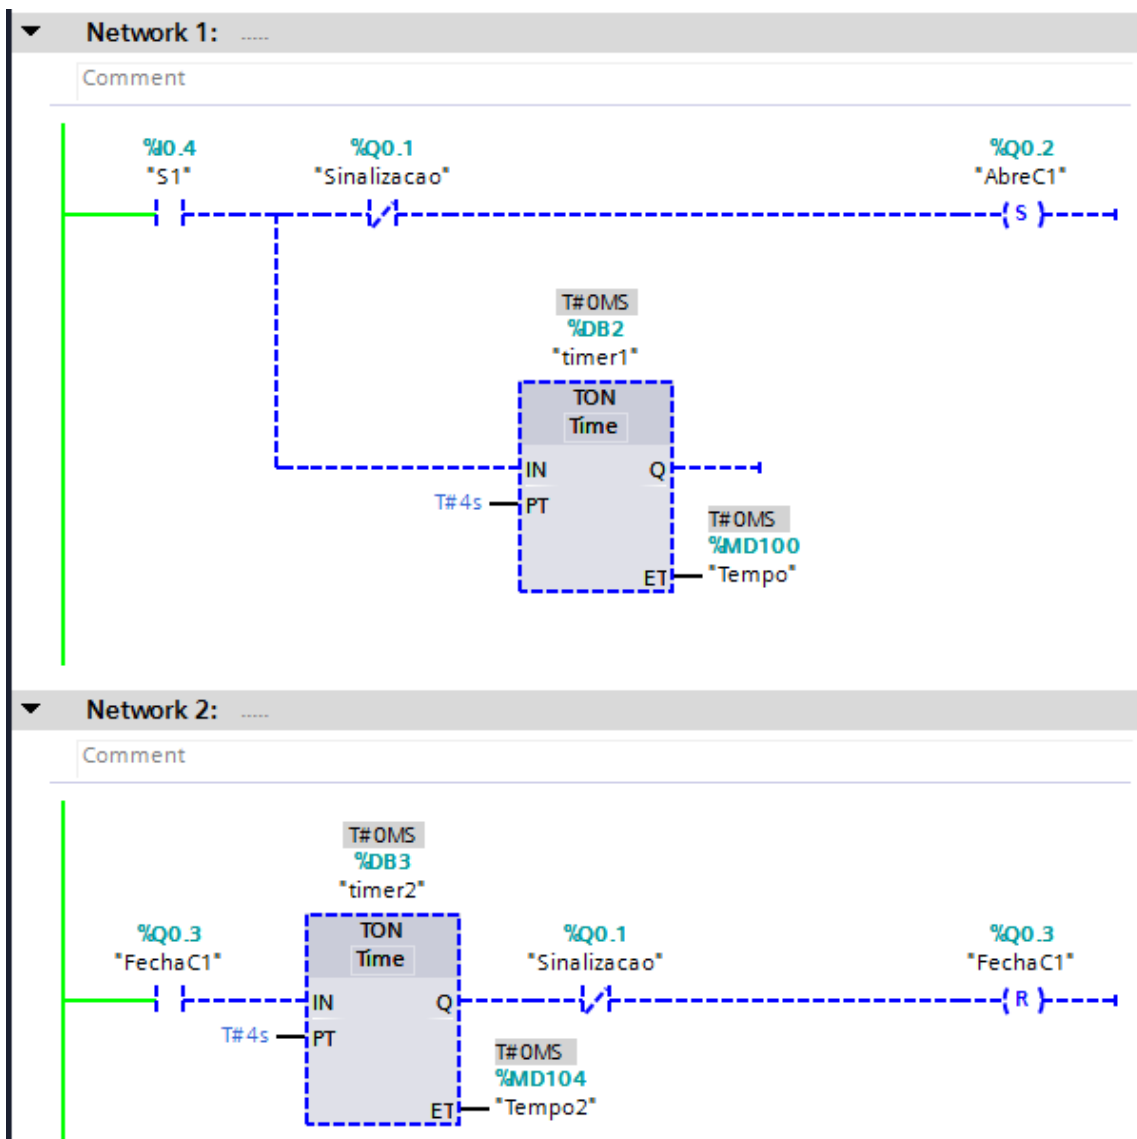 Network 1: .....
Comment
%I0.4 %Q0.1 %Q0.2
"S1" "Sinalizacao" "AbreC1"
S
T#0MS
%DB2
"timer1"
TON
Time
IN Q
T#4s PT
T#0MS
%MD100
ET "Tempo"
Network 2: .....
Comment
T#0MS
%DB3
"timer2"
%Q0.3 TON %Q0.1 %Q0.3
"FechaC1" Time "Sinalizacao" "FechaC1"
IN Q R
T#4s PT
T#0MS
%MD104
ET "Tempo2"